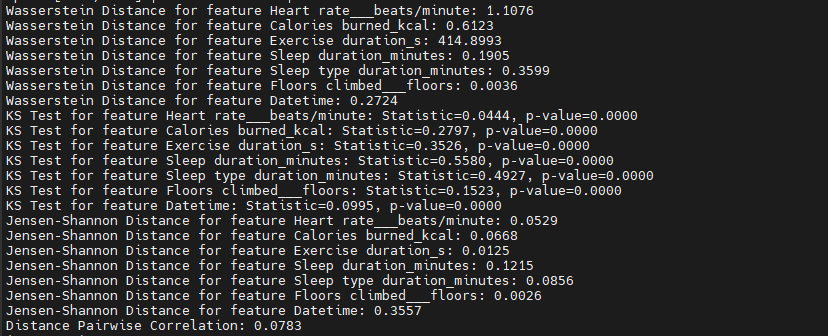 Wasserstein Distance for feature Heart rate___beats/minute: 1.1076
Wasserstein Distance for feature Calories burned_kcal: 0.6123
Wasserstein Distance for feature Exercise duration_s: 414.8993
Wasserstein Distance for feature Sleep duration_minutes: 0.1905
Wasserstein Distance for feature Sleep type duration_minutes: 0.3599
Wasserstein Distance for feature Floors climbed___floors: 0.0036
Wasserstein Distance for feature Datetime: 0.2724
KS Test for feature Heart rate___beats/minute: Statistic=0.0444, p-value=0.0000
KS Test for feature Calories burned_kcal: Statistic=0.2797, p-value=0.0000
KS Test for feature Exercise duration_s: Statistic=0.3526, p-value=0.0000
KS Test for feature Sleep duration_minutes: Statistic=0.5580, p-value=0.0000
KS Test for feature Sleep type duration_minutes: Statistic=0.4927, p-value=0.0000
KS Test for feature Floors climbed___floors: Statistic=0.1523, p-value=0.0000
KS Test for feature Datetime: Statistic=0.0995, p-value=0.0000
Jensen-Shannon Distance for feature Heart rate___beats/minute: 0.0529
Jensen-Shannon Distance for feature Calories burned_kcal: 0.0668
Jensen-Shannon Distance for feature Exercise duration_s: 0.0125
Jensen-Shannon Distance for feature Sleep duration_minutes: 0.1215
Jensen-Shannon Distance for feature Sleep type duration_minutes: 0.0856
Jensen-Shannon Distance for feature Floors climbed___floors: 0.0026
Jensen-Shannon Distance for feature Datetime: 0.3557
Distance Pairwise Correlation: 0.0783